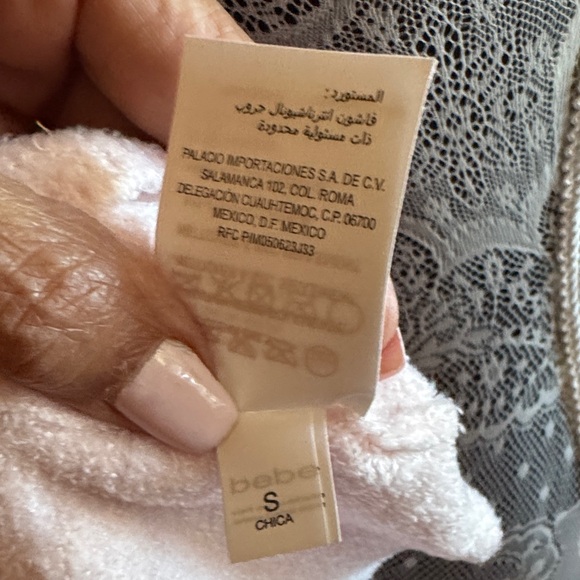 المستورد:
فاشون انترناشيونال جروب
ذات مسئولية محدودة
PALACIO IMPORTACIONES S.A. DE C.V.
SALAMANCA 102, COL. ROMA
DELEGACIÓN CUAUHTEMOC, C.P. 06700
MEXICO, D.F. MEXICO
RFC PIM050623J33
bebe
S
CHICA